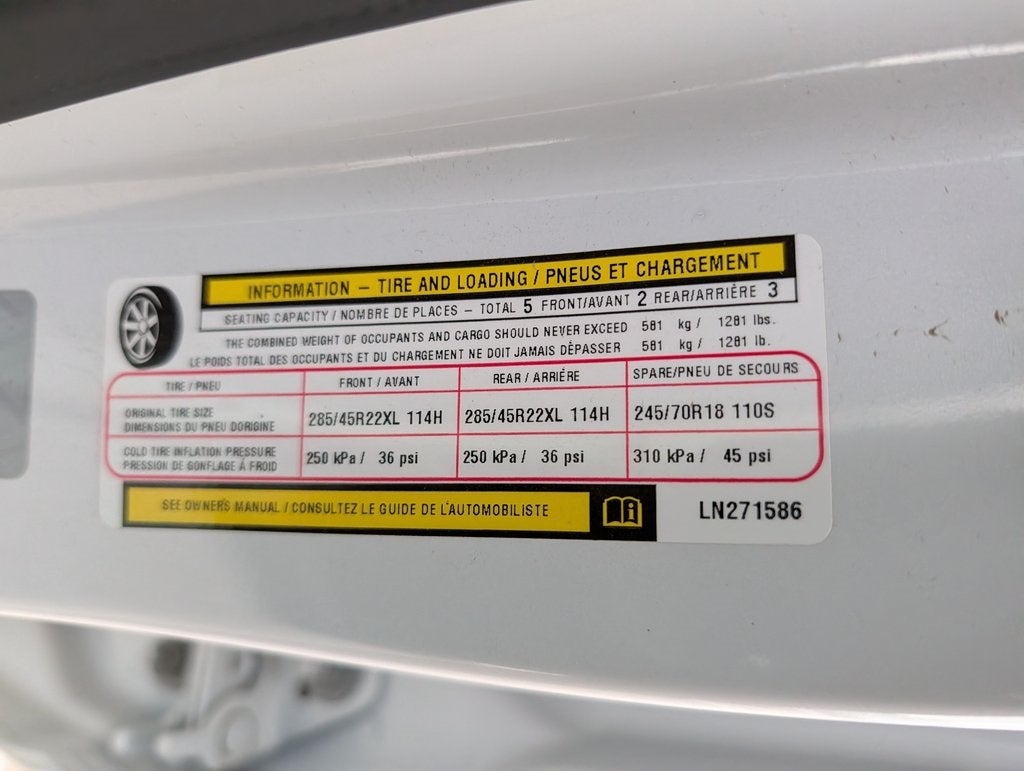 INFORMATION – TIRE AND LOADING / PNEUS ET CHARGEMENT
SEATING CAPACITY / NOMBRE DE PLACES – TOTAL 5 FRONT/AVANT 2 REAR/ARRIÈRE 3
THE COMBINED WEIGHT OF OCCUPANTS AND CARGO SHOULD NEVER EXCEED 581 kg / 1281 lbs.
LE POIDS TOTAL DES OCCUPANTS ET DU CHARGEMENT NE DOIT JAMAIS DÉPASSER 581 kg / 1281 lb.
TIRE / PNEU FRONT / AVANT REAR / ARRIÈRE SPARE/PNEU DE SECOURS
ORIGINAL TIRE SIZE
DIMENSIONS DU PNEU DORIGINE 285/45R22XL 114H 285/45R22XL 114H 245/70R18 110S
COLD TIRE INFLATION PRESSURE
PRESSION DE GONFLAGE À FROID 250 kPa / 36 psi 250 kPa / 36 psi 310 kPa / 45 psi
SEE OWNERS MANUAL / CONSULTEZ LE GUIDE DE L'AUTOMOBILISTE
LN271586